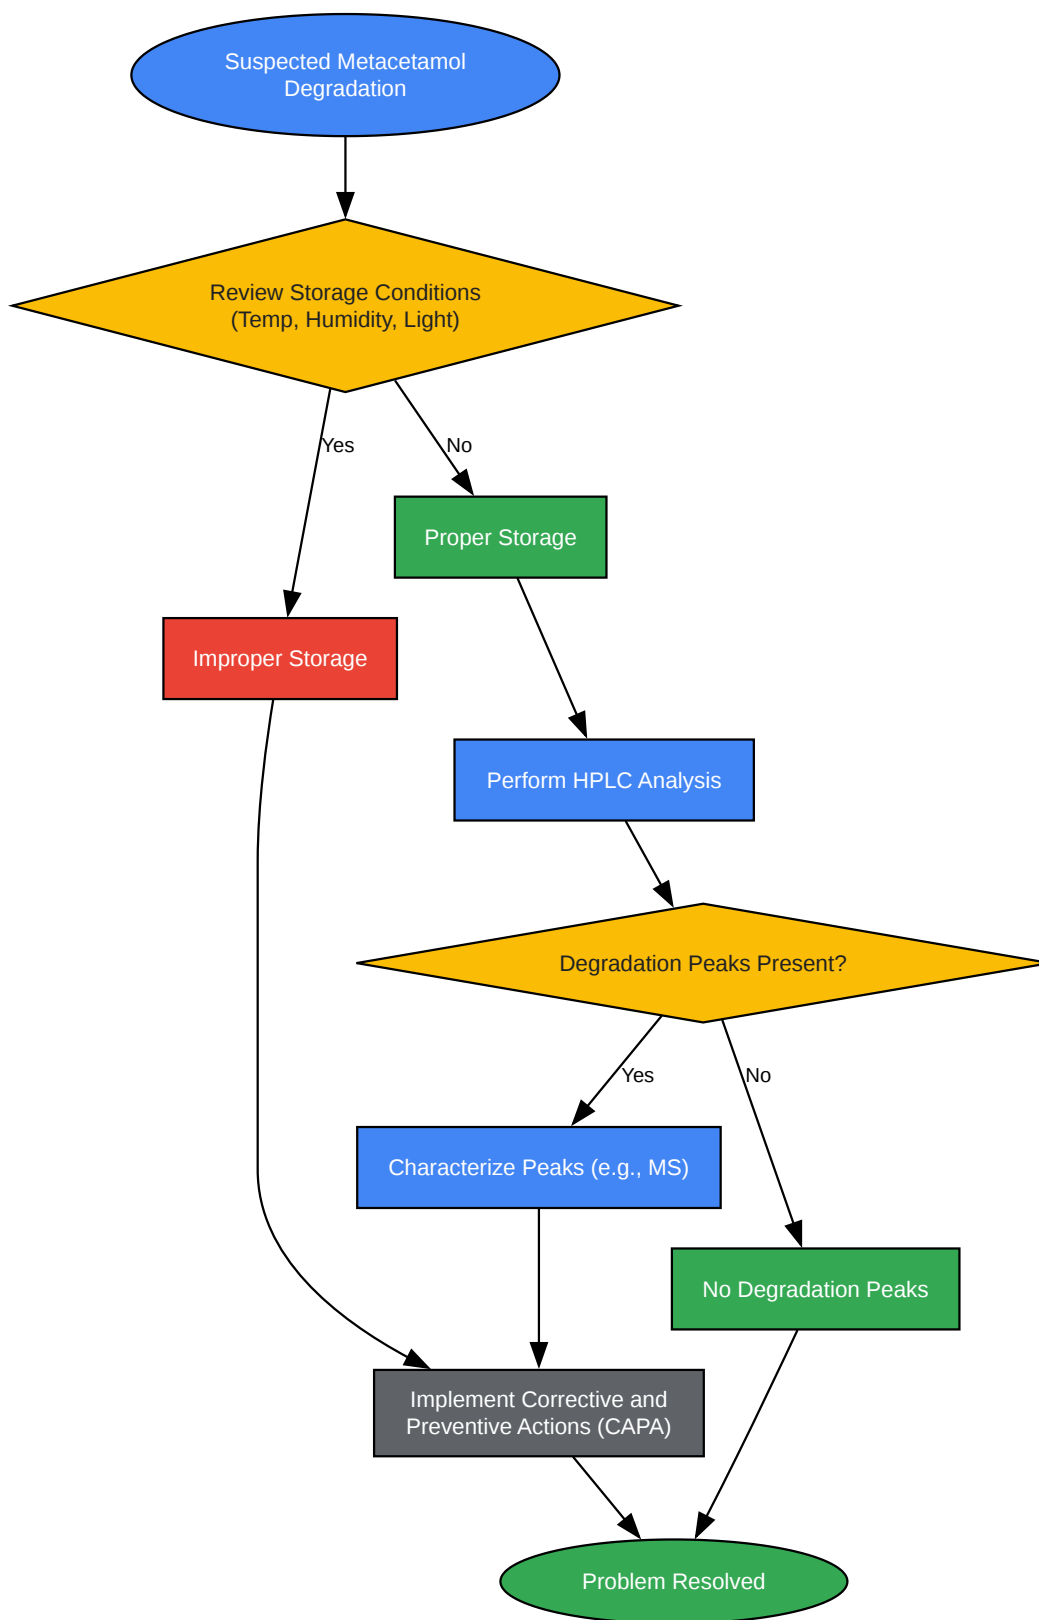 Suspected Metacetamol
Degradation
Review Storage Conditions
(Temp, Humidity, Light)
Yes
No
Proper Storage
Improper Storage
Perform HPLC Analysis
Degradation Peaks Present?
Yes
No
Characterize Peaks (e.g., MS)
No Degradation Peaks
Implement Corrective and
Preventive Actions (CAPA)
Problem Resolved